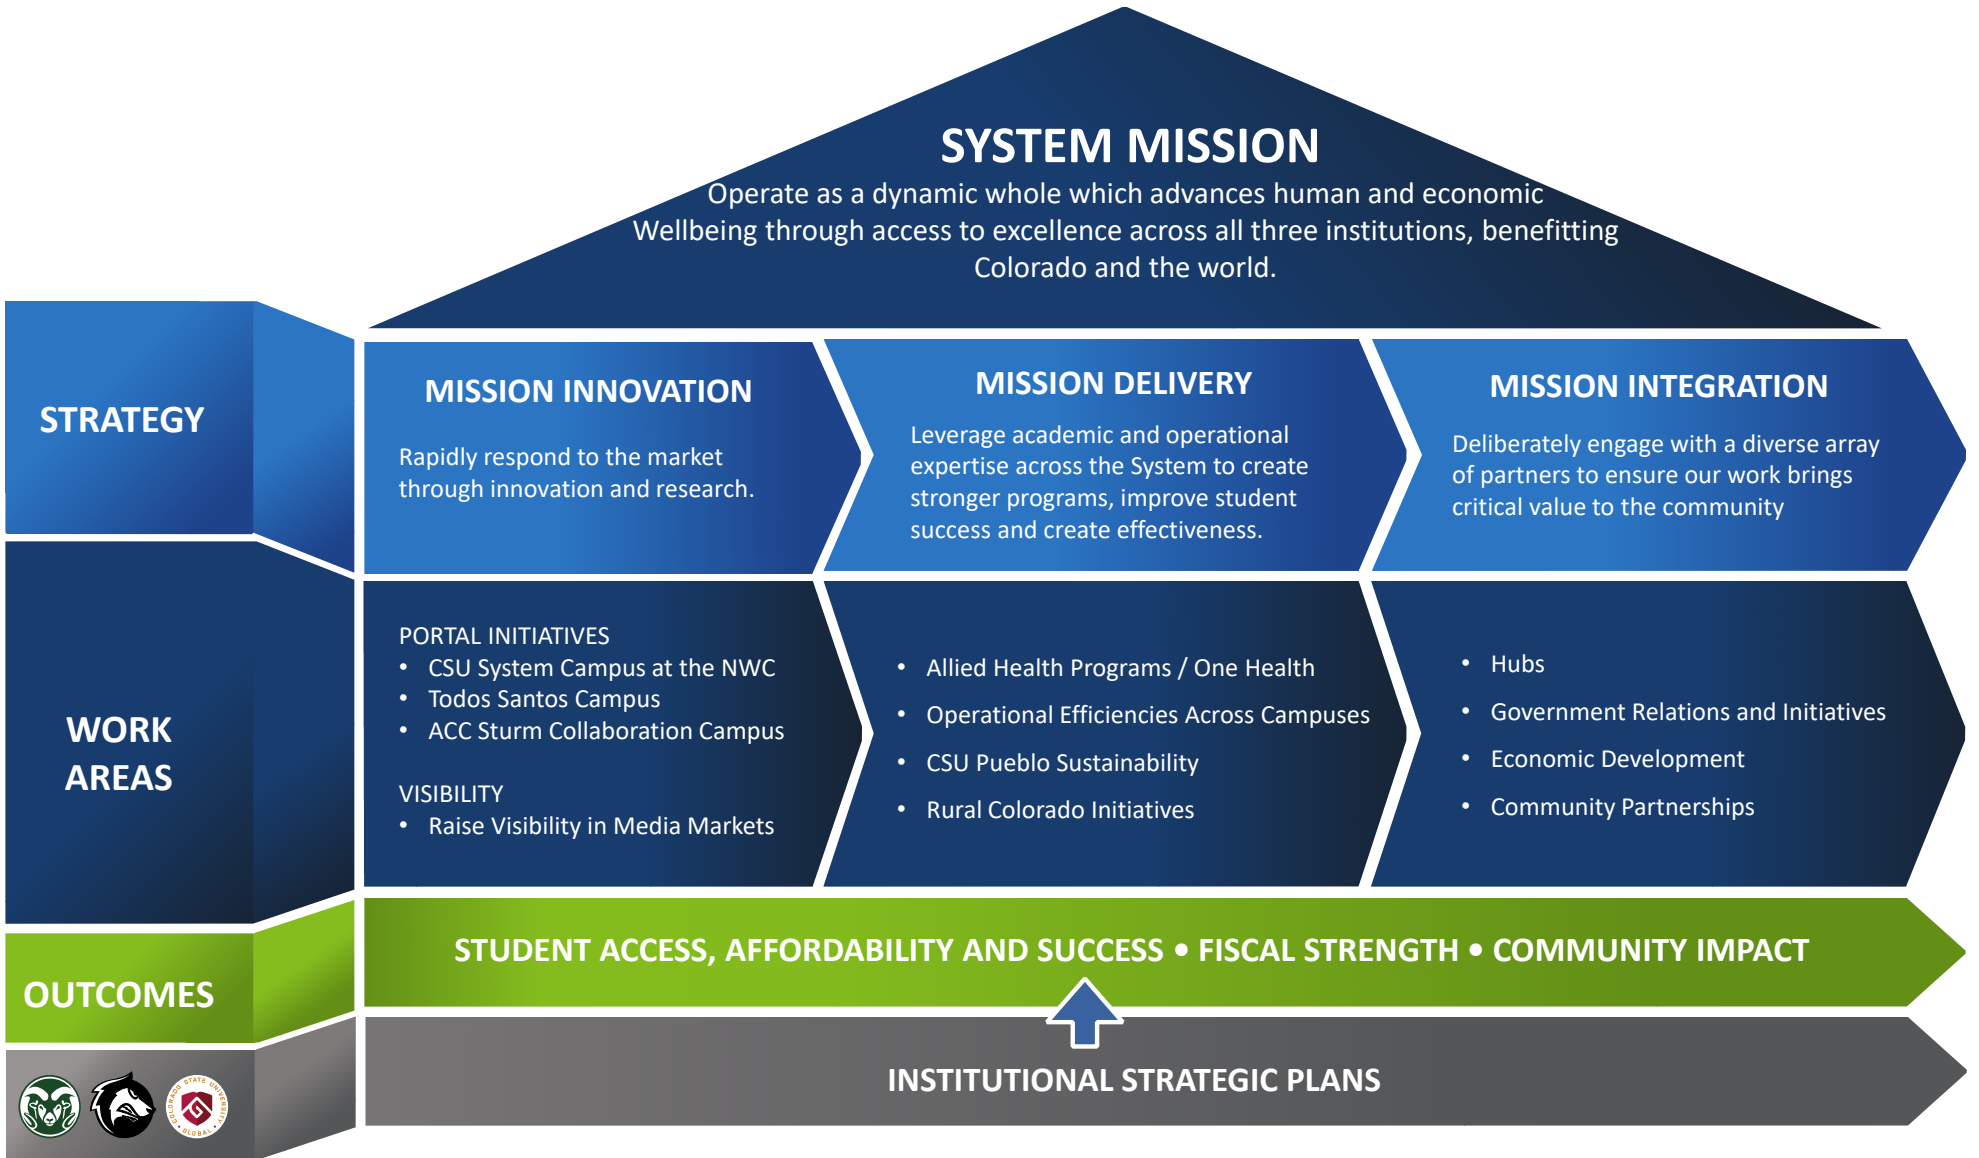 SYSTEM MISSION
Operate as a dynamic whole which advances human and economic
Wellbeing through access to excellence across all three institutions, benefitting
Colorado and the world.
STRATEGY
MISSION INNOVATION
Rapidly respond to the market
through innovation and research.
MISSION DELIVERY
Leverage academic and operational
expertise across the System to create
stronger programs, improve student
success and create effectiveness.
MISSION INTEGRATION
Deliberately engage with a diverse array
of partners to ensure our work brings
critical value to the community
WORK
AREAS
PORTAL INITIATIVES
• CSU System Campus at the NWC
• Todos Santos Campus
• ACC Sturm Collaboration Campus
VISIBILITY
• Raise Visibility in Media Markets
• Allied Health Programs / One Health
• Operational Efficiencies Across Campuses
• CSU Pueblo Sustainability
• Rural Colorado Initiatives
• Hubs
• Government Relations and Initiatives
• Economic Development
• Community Partnerships
OUTCOMES
STUDENT ACCESS, AFFORDABILITY AND SUCCESS • FISCAL STRENGTH • COMMUNITY IMPACT
COLORADO STATE UNIVERSITY
• GLOBAL •
INSTITUTIONAL STRATEGIC PLANS